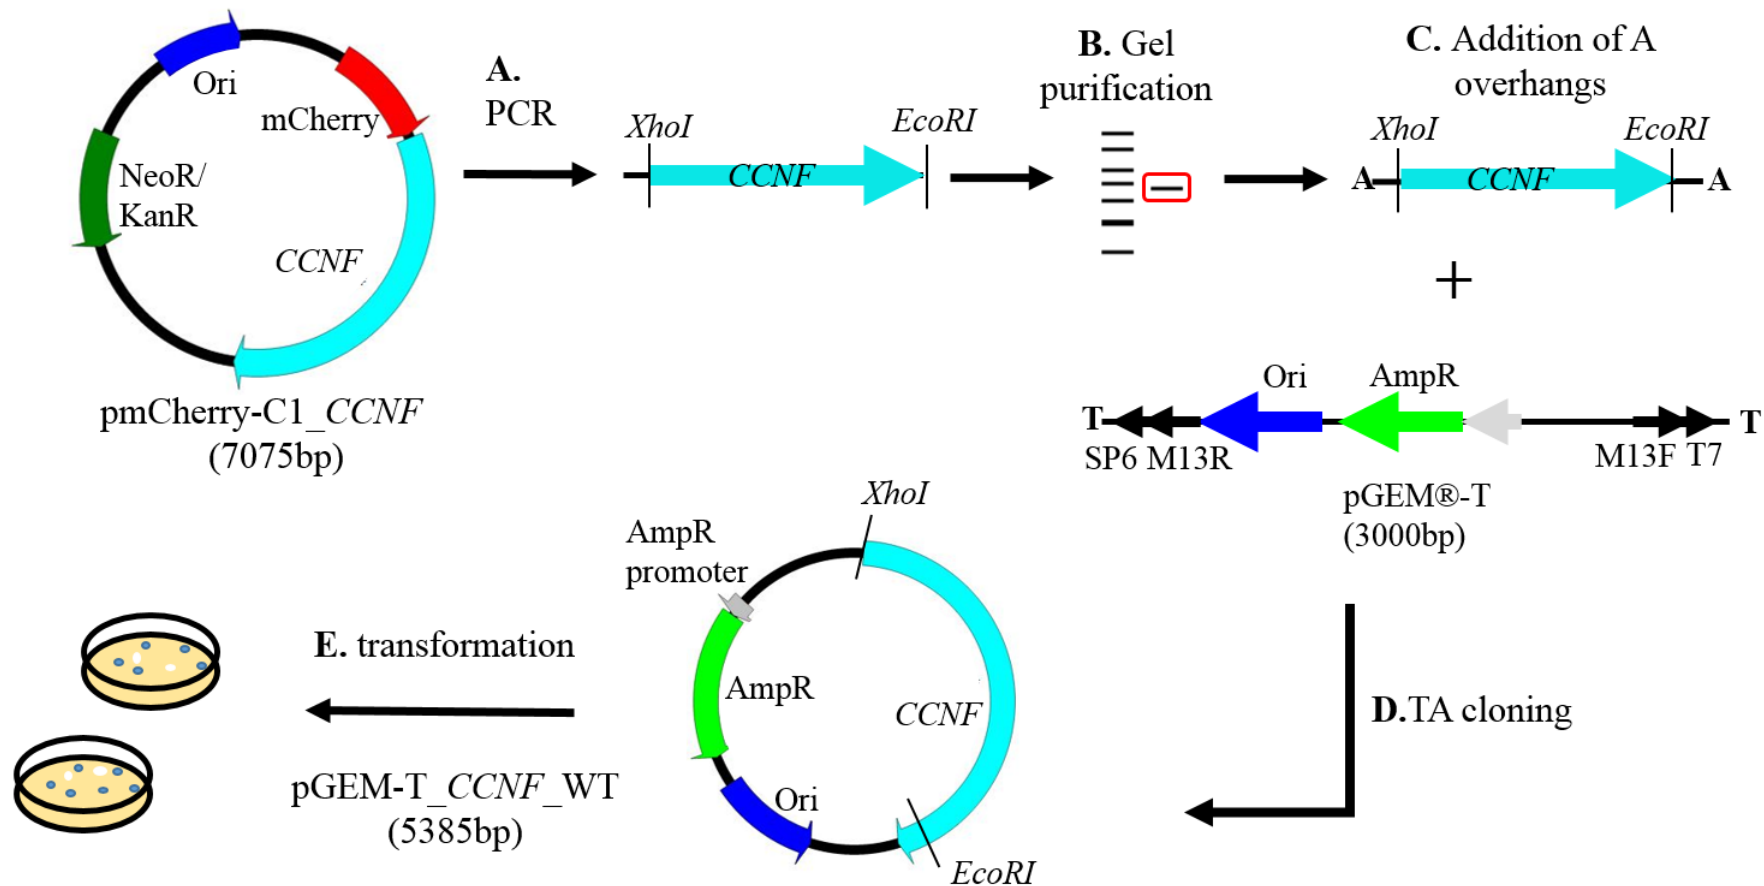 Ori
mCherry
NeoR/
KanR
CCNF
pmCherry-C1_CCNF
(7075bp)
A.
PCR
XhoI
EcoRI
CCNF
B. Gel
purification
C. Addition of A
overhangs
XhoI
EcoRI
A
CCNF
A
+
Ori
AmpR
T
T
SP6 M13R
M13F T7
pGEM®-T
(3000bp)
D.TA cloning
XhoI
AmpR
promoter
AmpR
CCNF
Ori
EcoRI
pGEM-T_CCNF_WT
(5385bp)
E. transformation